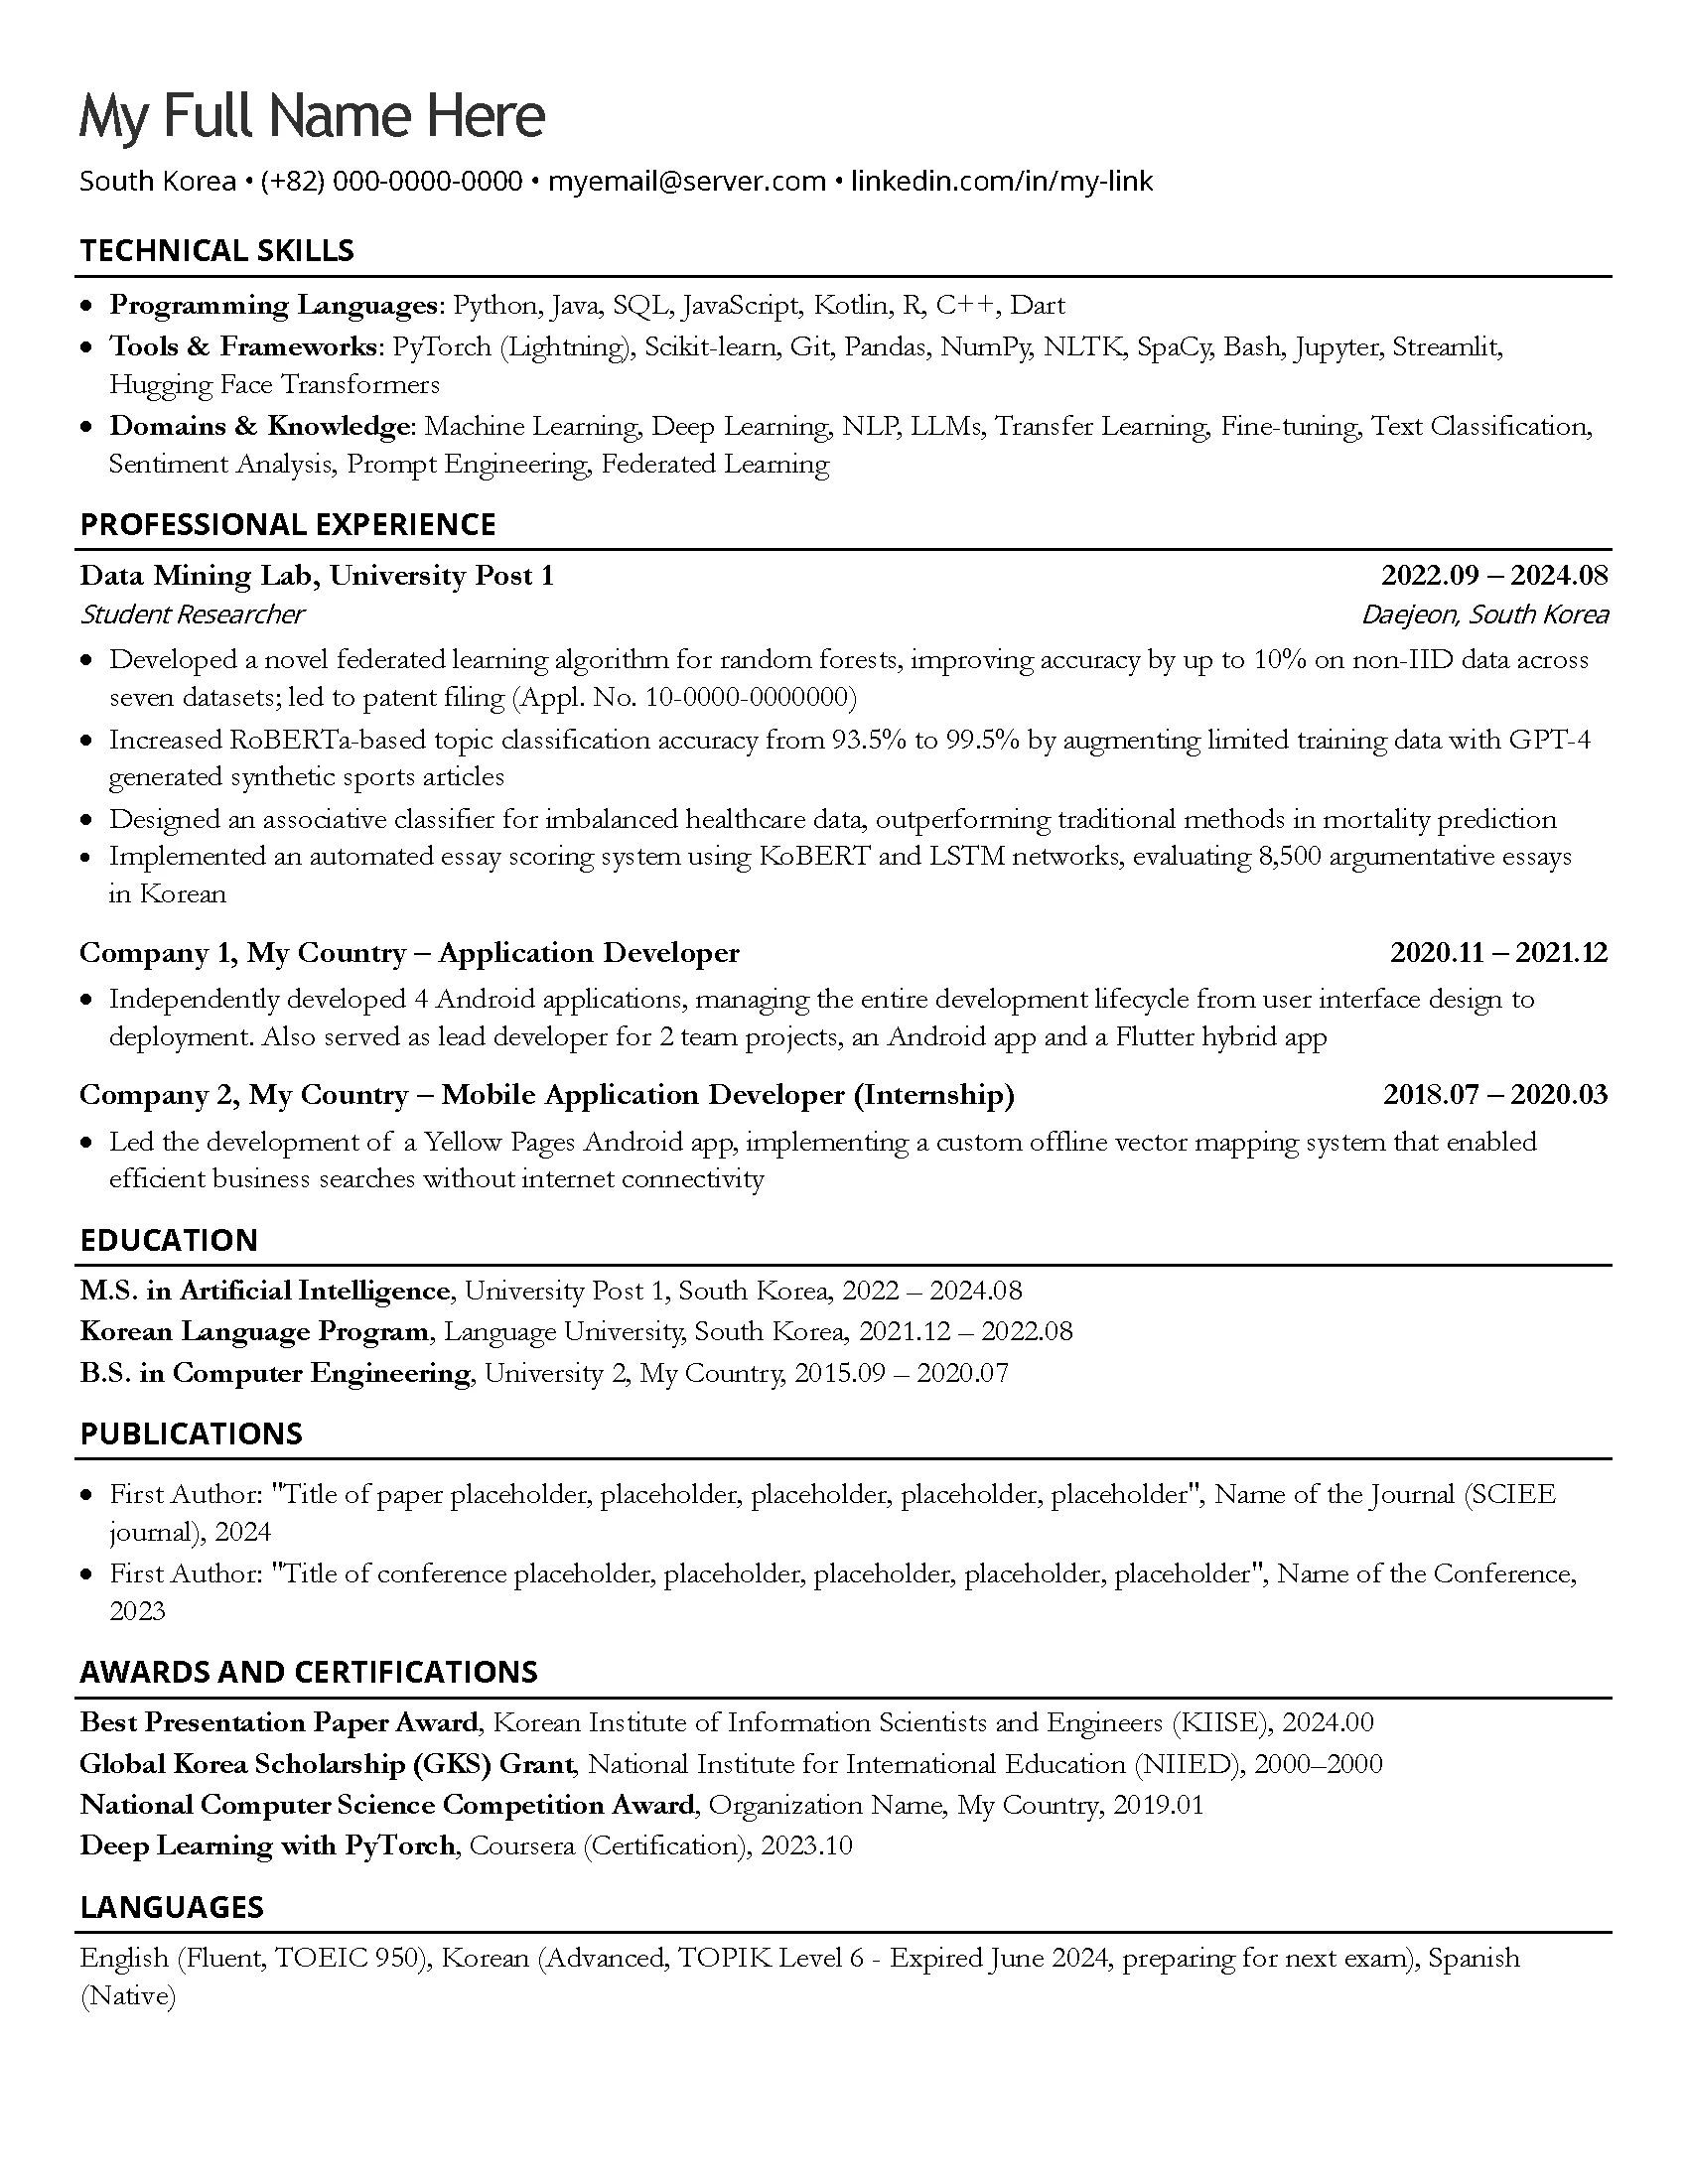 My Full Name Here
South Korea • (+82) 000-0000-0000 • myemail@server.com • linkedin.com/in/my-link
TECHNICAL SKILLS
• Programming Languages: Python, Java, SQL, JavaScript, Kotlin, R, C++, Dart
• Tools & Frameworks: PyTorch (Lightning), Scikit-learn, Git, Pandas, NumPy, NLTK, SpaCy, Bash, Jupyter, Streamlit,
Hugging Face Transformers
• Domains & Knowledge: Machine Learning, Deep Learning, NLP, LLMs, Transfer Learning, Fine-tuning, Text Classification,
Sentiment Analysis, Prompt Engineering, Federated Learning
PROFESSIONAL EXPERIENCE
Data Mining Lab, University Post 1 2022.09 – 2024.08
Student Researcher Daejeon, South Korea
• Developed a novel federated learning algorithm for random forests, improving accuracy by up to 10% on non-IID data across
seven datasets; led to patent filing (Appl. No. 10-0000-0000000)
• Increased RoBERTa-based topic classification accuracy from 93.5% to 99.5% by augmenting limited training data with GPT-4
generated synthetic sports articles
• Designed an associative classifier for imbalanced healthcare data, outperforming traditional methods in mortality prediction
• Implemented an automated essay scoring system using KoBERT and LSTM networks, evaluating 8,500 argumentative essays
in Korean
Company 1, My Country – Application Developer 2020.11 – 2021.12
• Independently developed 4 Android applications, managing the entire development lifecycle from user interface design to
deployment. Also served as lead developer for 2 team projects, an Android app and a Flutter hybrid app
Company 2, My Country – Mobile Application Developer (Internship) 2018.07 – 2020.03
• Led the development of a Yellow Pages Android app, implementing a custom offline vector mapping system that enabled
efficient business searches without internet connectivity
EDUCATION
M.S. in Artificial Intelligence, University Post 1, South Korea, 2022 – 2024.08
Korean Language Program, Language University, South Korea, 2021.12 – 2022.08
B.S. in Computer Engineering, University 2, My Country, 2015.09 – 2020.07
PUBLICATIONS
• First Author: "Title of paper placeholder, placeholder, placeholder, placeholder, placeholder", Name of the Journal (SCIEE
journal), 2024
• First Author: "Title of conference placeholder, placeholder, placeholder, placeholder, placeholder", Name of the Conference,
2023
AWARDS AND CERTIFICATIONS
Best Presentation Paper Award, Korean Institute of Information Scientists and Engineers (KIISE), 2024.00
Global Korea Scholarship (GKS) Grant, National Institute for International Education (NIIED), 2000–2000
National Computer Science Competition Award, Organization Name, My Country, 2019.01
Deep Learning with PyTorch, Coursera (Certification), 2023.10
LANGUAGES
English (Fluent, TOEIC 950), Korean (Advanced, TOPIK Level 6 - Expired June 2024, preparing for next exam), Spanish
(Native)